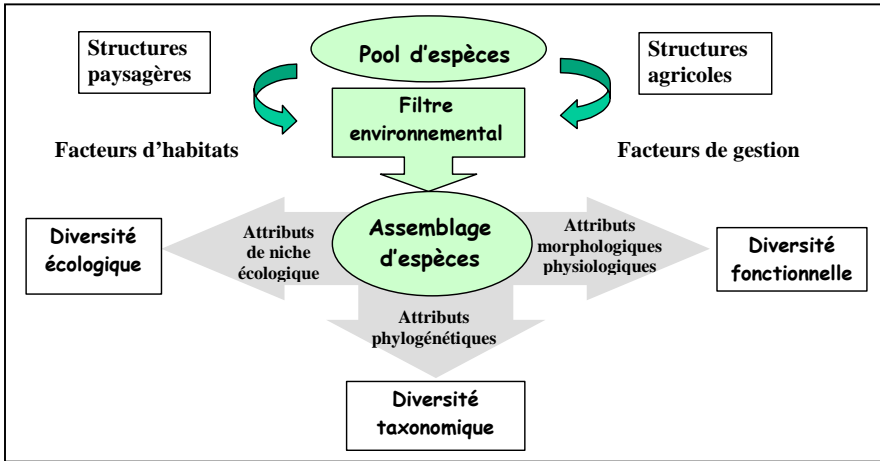 Structures
paysagères
Pool d'espèces
Structures
agricoles
Filtre
environnemental
Facteurs d'habitats
Facteurs de gestion
Diversité
écologique
Attributs
de niche
écologique
Assemblage
d'espèces
Attributs
morphologiques
physiologiques
Diversité
fonctionnelle
Attributs
phylogénétiques
Diversité
taxonomique